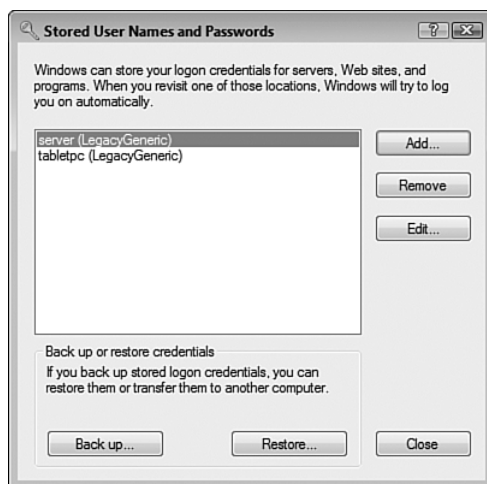 Stored User Names and Passwords
Windows can store your logon credentials for servers, Web sites, and
programs. When you revisit one of those locations, Windows will try to log
you on automatically.
server (LegacyGeneric)
tabletpc (LegacyGeneric)
Add...
Remove
Edit...
Back up or restore credentials
If you back up stored logon credentials, you can
restore them or transfer them to another computer.
Back up...
Restore...
Close